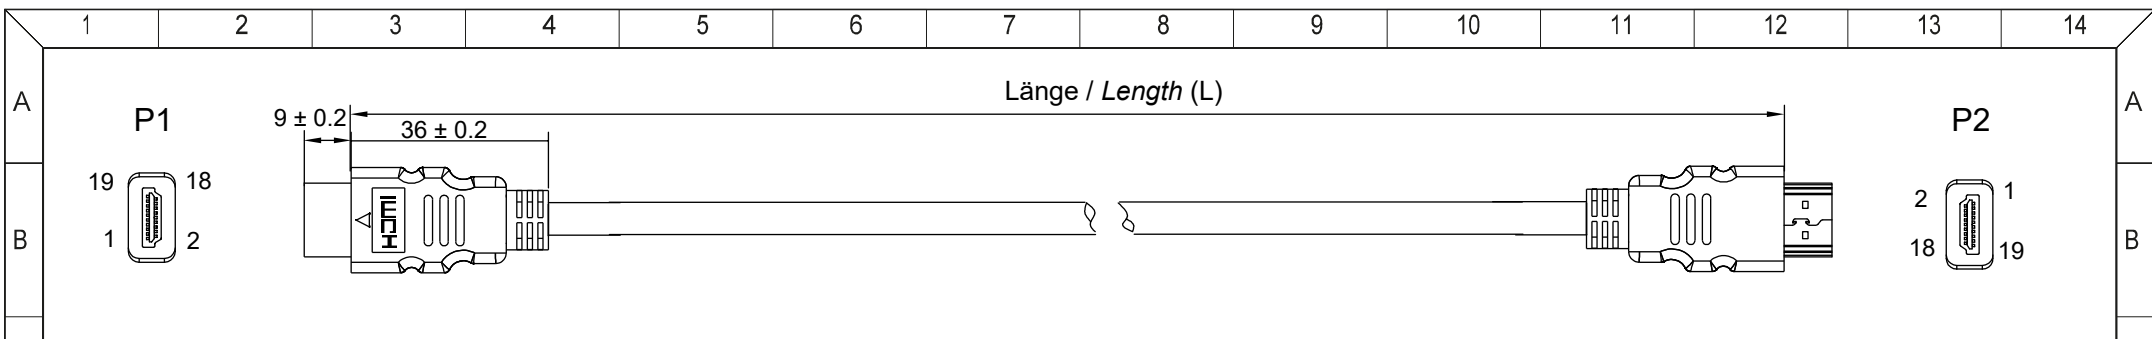 1 2 3 4 5 6 7 8 9 10 11 12 13 14
A A
Länge / Length (L)
P1 P2
9 ± 0.2
36 ± 0.2
19 18 2 1
HDMI
B B
1 2 18 19